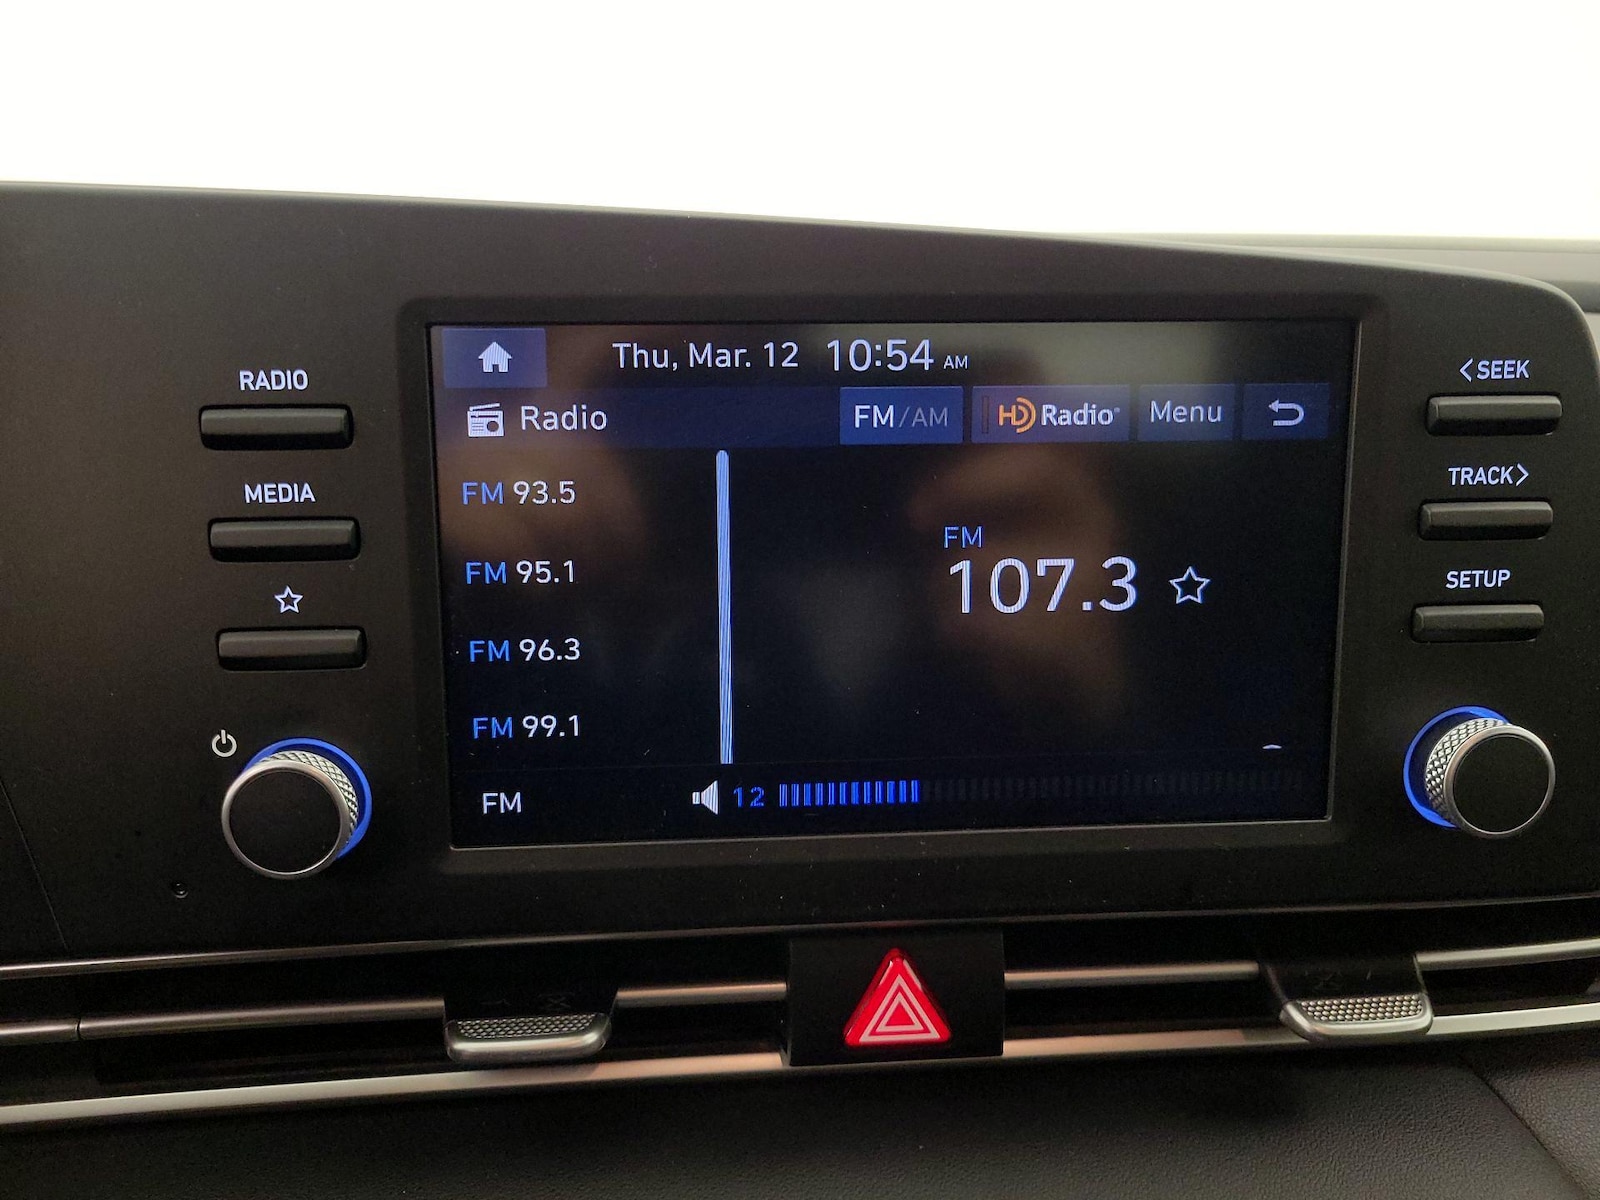 RADIO
MEDIA
Thu, Mar. 12 10:54 AM
Radio
FM/AM
HD Radio
Menu
FM 93.5
FM 95.1
FM 96.3
FM 99.1
FM
107.3
FM
12
<SEEK
TRACK>
SETUP